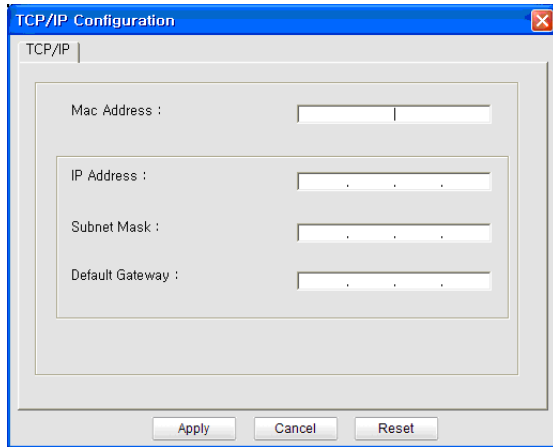 TCP/IP Configuration
TCP/IP
Mac Address :
IP Address :
. . .
Subnet Mask :
. . .
Default Gateway :
. . .
Apply Cancel Reset